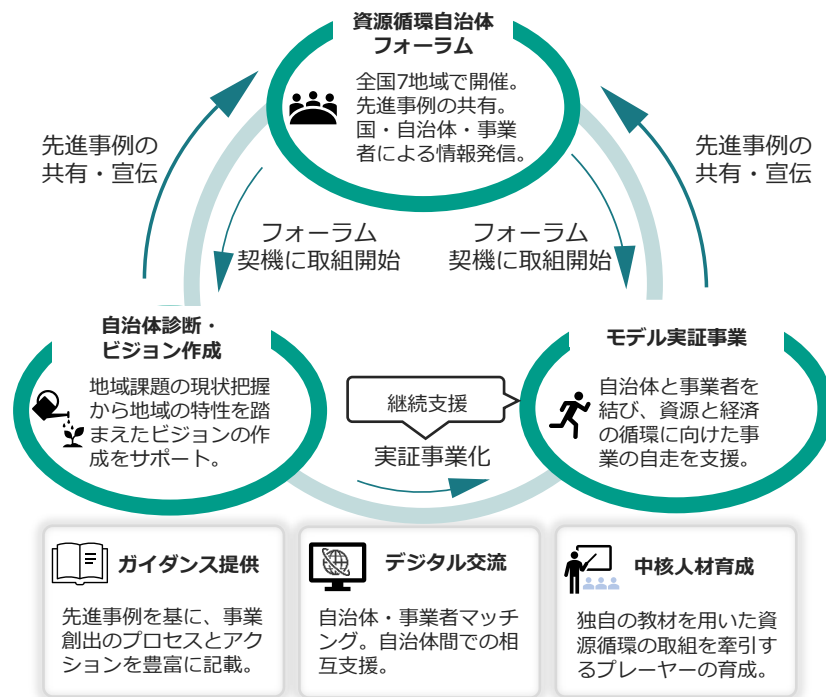 資源循環自治体
フォーラム
全国7地域で開催。
先進事例の共有。
国・自治体・事業
者による情報発信。
先進事例の
共有・宣伝
先進事例の
共有・宣伝
フォーラム
契機に取組開始
フォーラム
契機に取組開始
自治体診断・
ビジョン作成
地域課題の現状把握
から地域の特性を踏
まえたビジョンの作
成をサポート。
継続支援
実証事業化
モデル実証事業
自治体と事業者を
結び、資源と経済
の循環に向けた事
業の自走を支援。
ガイダンス提供
先進事例を基に、事業
創出のプロセスとアク
ションを豊富に記載。
デジタル交流
自治体・事業者マッチ
ング。自治体間での相
互支援。
中核人材育成
独自の教材を用いた資
源循環の取組を牽引す
るプレーヤーの育成。